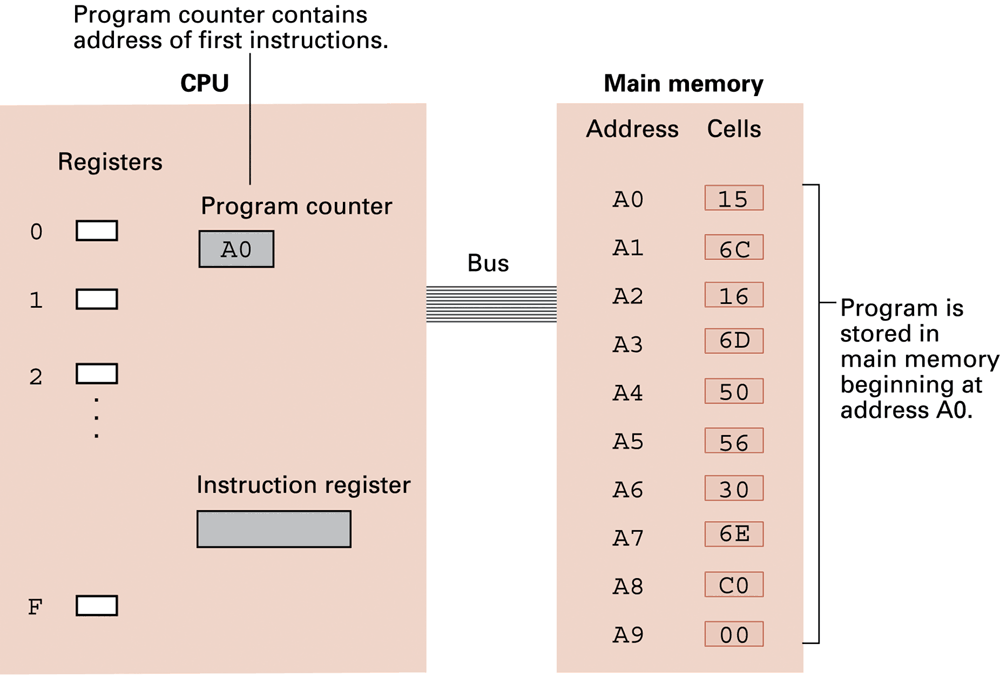 Program counter contains
address of first instructions.
CPU
Registers
0
1
2
F
Program counter
A0
Instruction register
Bus
Main memory
Address Cells
A0 15
A1 6C
A2 16
A3 6D
A4 50
A5 56
A6 30
A7 6E
A8 C0
A9 00
Program is
stored in
main memory
beginning at
address A0.